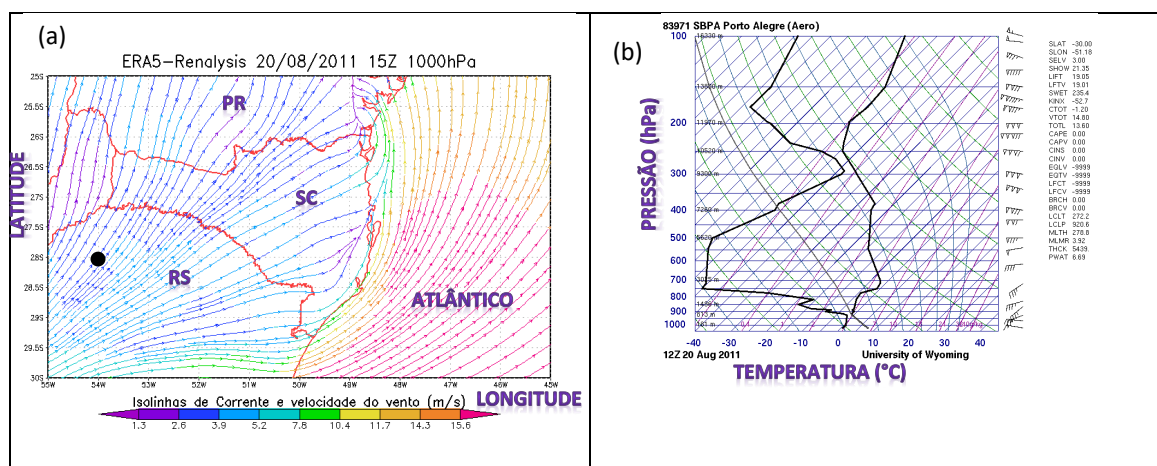 (a)
ERA5-Renalysis 20/08/2011 15Z 1000hPa
LATITUDE
25S
25.5S
26S
26.5S
27S
27.5S
28S
28.5S
29S
29.5S
30S
PR
SC
RS
ATLÂNTICO
55W 54W 53W 52W 51W 50W 49W 48W 47W 46W 45W
Isolinhas de Corrente e velocidade do vento (m/s)
LONGITUDE
1.3 2.6 3.9 5.2 7.8 10.4 11.7 14.3 15.6
(b)
83971 SBPA Porto Alegre (Aero)
PRESSÃO (hPa)
100
200
300
400
500
600
700
800
900
1000
-40 -30 -20 -10 0 10 20 30 40
12Z 20 Aug 2011
University of Wyoming
TEMPERATURA (°C)
SLAT -30.00
SLON -51.18
SELV 3.00
SHOW 21.35
LIFT 19.05
LFTV 19.01
SWET 235.4
KINX -52.7
CTOT -1.20
VTOT 14.80
TOTL 13.60
CAPE 0.00
CAPV 0.00
CINS 0.00
CINV 0.00
EQLV -9999
EQTV -9999
LFCT -9999
LFCV -9999
BRCH 0.00
BRCV 0.00
LCLT 272.2
LCLP 920.6
MLTH 278.8
MLMR 3.92
THCK 5439.
PWAT 6.69